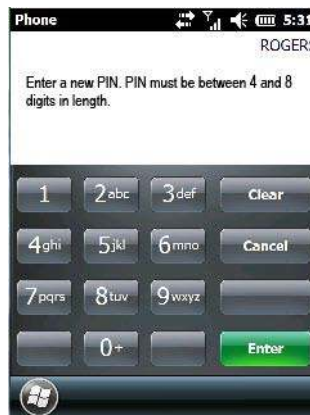 Phone 5:31
ROGERS
Enter a new PIN. PIN must be between 4 and 8
digits in length.
1 2abc 3def Clear
4ghi 5jkl 6mno Cancel
7pqrs 8tuv 9wxyz
0+ Enter